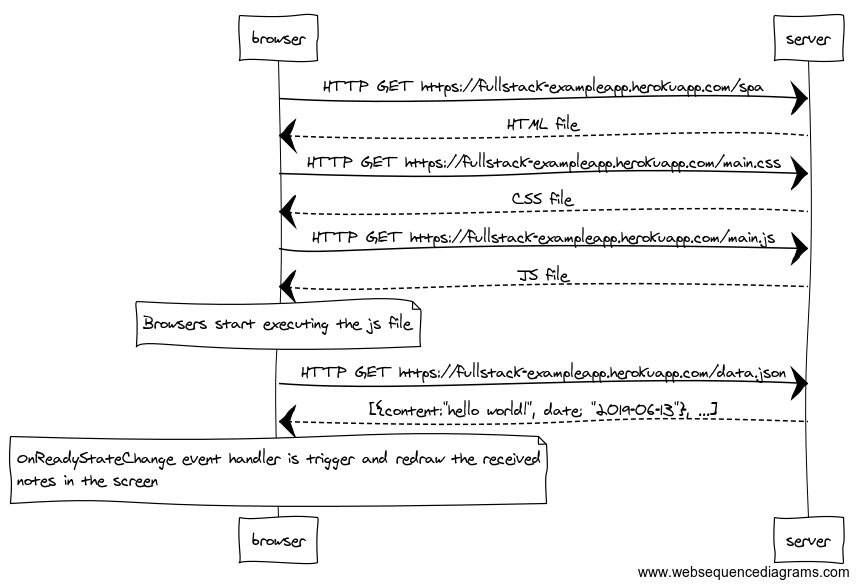 browser
server
HTTP GET https://fullstack-exampleapp.herokuapp.com/spa
HTML file
HTTP GET https://fullstack-exampleapp.herokuapp.com/main.css
CSS file
HTTP GET https://fullstack-exampleapp.herokuapp.com/main.js
JS file
Browsers start executing the js file
HTTP GET https://fullstack-exampleapp.herokuapp.com/data.json
[{content:"hello world!", date; "2019-06-13"}, ...]
onReadyStateChange event handler is trigger and redraw the received
notes in the screen
browser
server
www.websequencediagrams.com